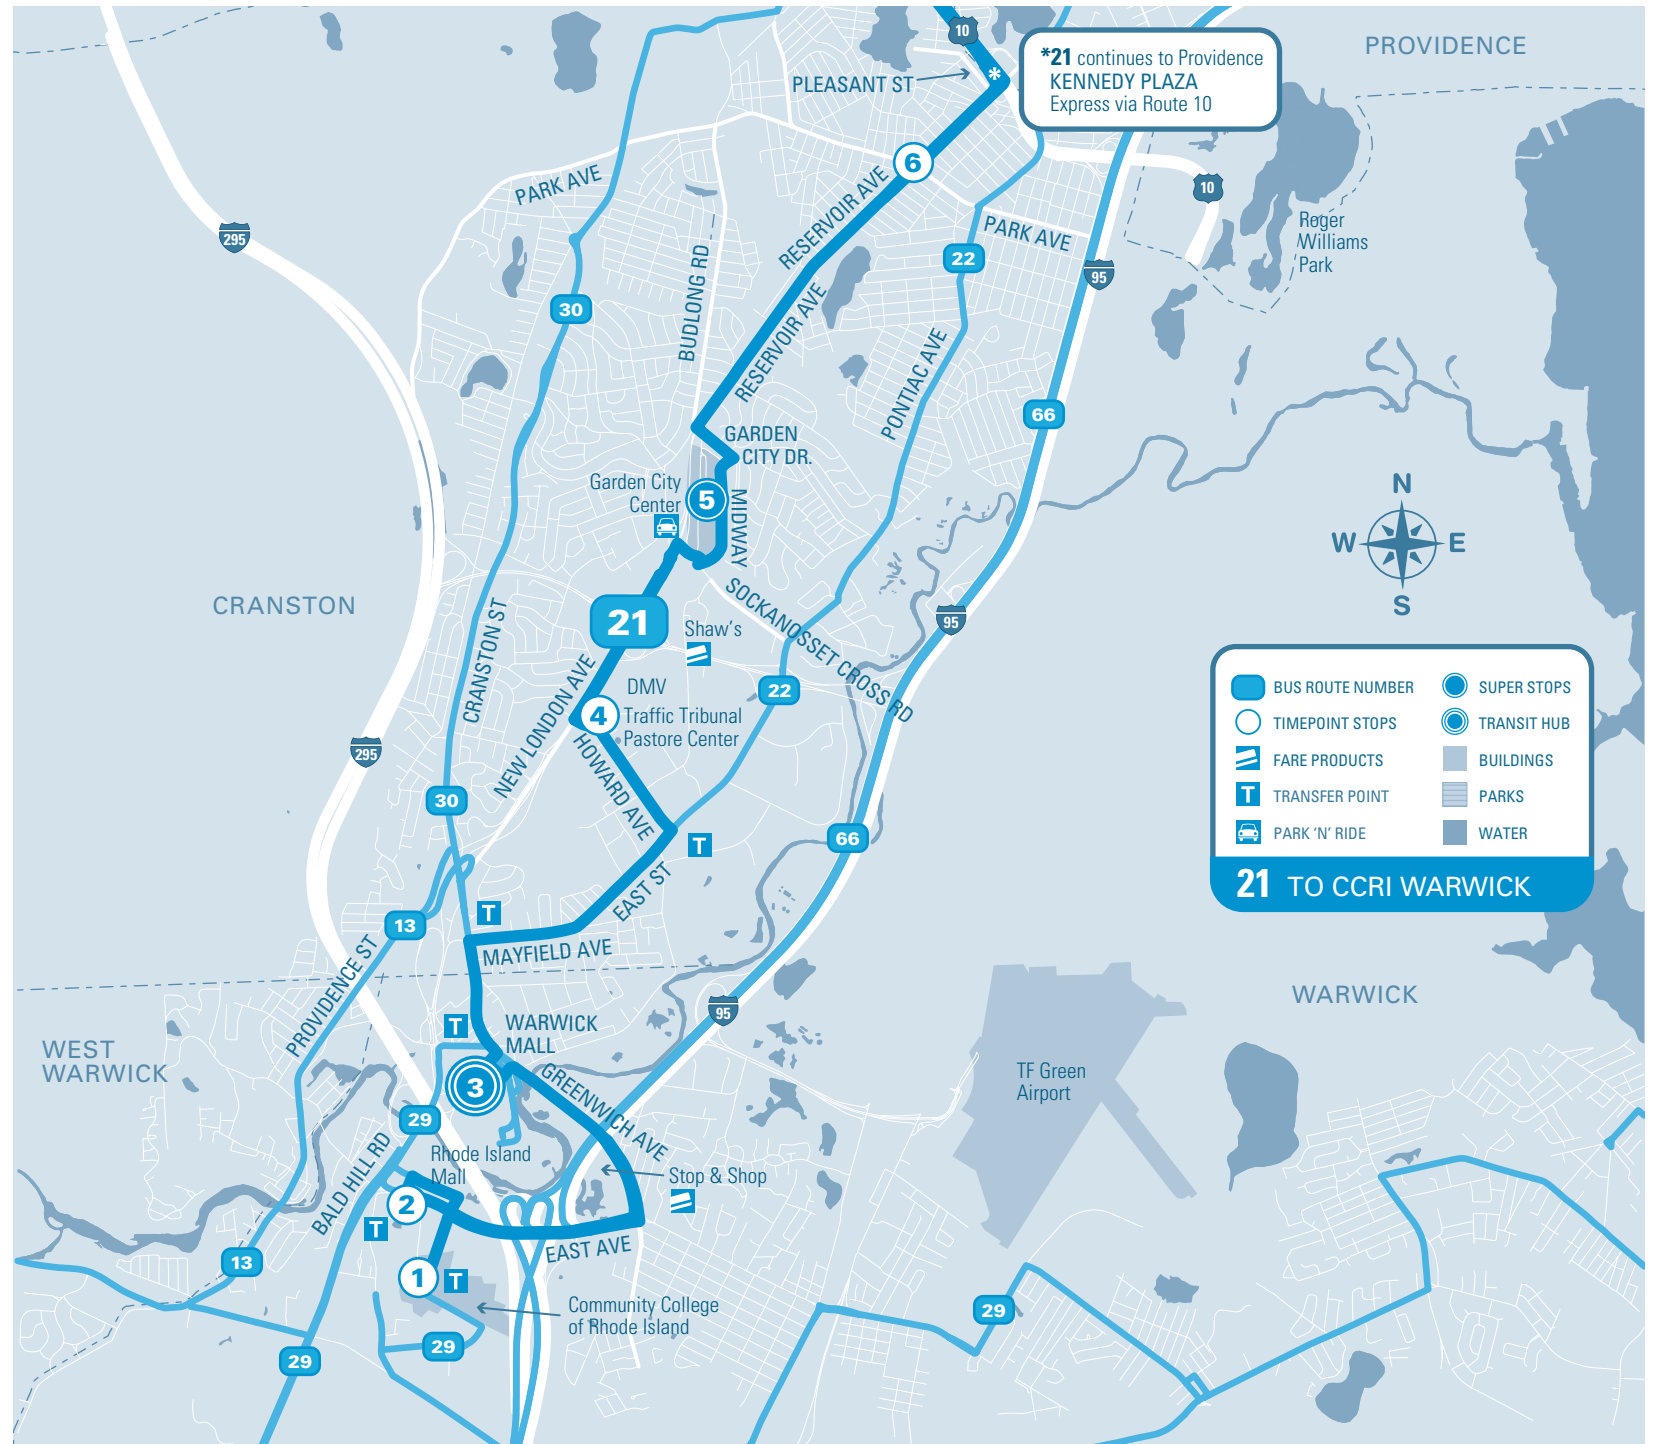 10
*21 continues to Providence
KENNEDY PLAZA
Express via Route 10
PROVIDENCE
PLEASANT ST
*
6
PARK AVE
10
295
RESERVOIR AVE
PARK AVE
Roger
Williams
Park
22
95
30
BUDLONG RD
RESERVOIR AVE
PONTIAC AVE
66
GARDEN
CITY DR.
Garden City
Center
5
MIDWAY
N
W
E
S
CRANSTON
SOCKANOSSET CROSS RD
21
Shaw's
95
CRANSTON ST
NEW LONDON AVE
DMV
22
4
Traffic Tribunal
Pastore Center
295
HOWARD AVE
30
T
66
EAST ST
T
13
MAYFIELD AVE
PROVIDENCE ST
BUS ROUTE NUMBER
SUPER STOPS
TIMEPOINT STOPS
TRANSIT HUB
FARE PRODUCTS
BUILDINGS
T
TRANSFER POINT
PARKS
PARK 'N' RIDE
WATER
21 TO CCRI WARWICK
WARWICK
95
T
WARWICK
MALL
WEST
WARWICK
3
GREENWICH AVE
TF Green
Airport
29
BALD HILL RD
Rhode Island
Mall
Stop & Shop
2
T
EAST AVE
13
1
T
Community College
of Rhode Island
29
29
29